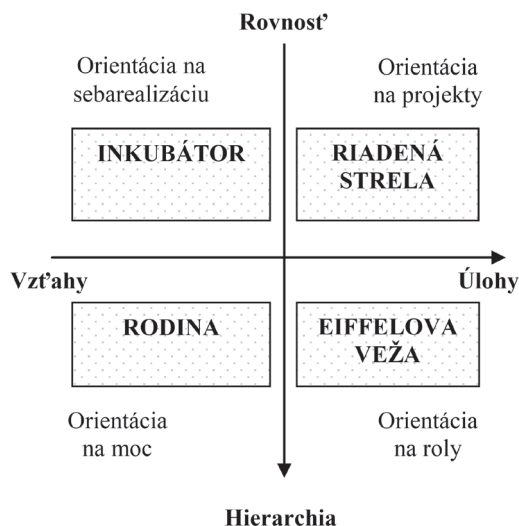 Rovnosť
Orientácia na
sebarealizáciu
Orientácia
na projekty
INKUBÁTOR
RIADENÁ
STRELA
Vzťahy
Úlohy
RODINA
EIFFELOVA
VEŽA
Orientácia
na moc
Orientácia
na roly
Hierarchia